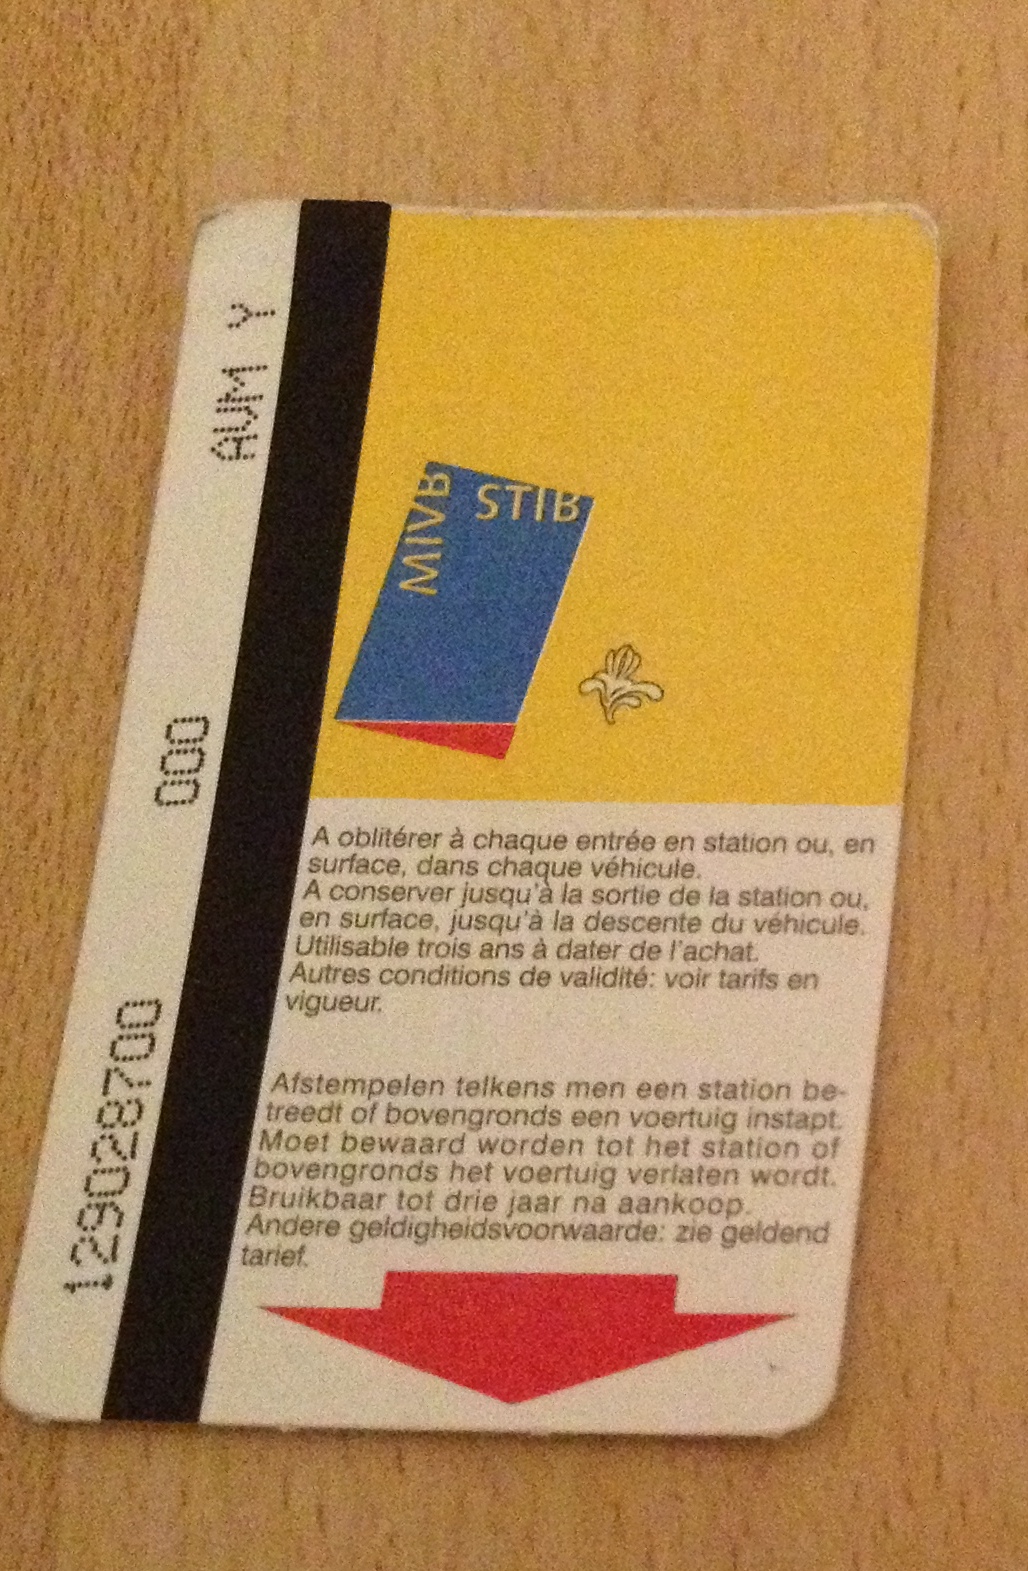 AUM Y
000
129028700
MIVB
STIB
A oblitérer à chaque entrée en station ou, en
surface, dans chaque véhicule.
A conserver jusqu'à la sortie de la station ou,
en surface, jusqu'à la descente du véhicule.
Utilisable trois ans à dater de l'achat.
Autres conditions de validité: voir tarifs en
vigueur.
Afstempelen telkens men een station be-
treedt of bovengronds een voertuig instapt.
Moet bewaard worden tot het station of
bovengronds het voertuig verlaten wordt.
Bruikbaar tot drie jaar na aankoop.
Andere geldigheidsvoorwaarde: zie geldend
tarief.